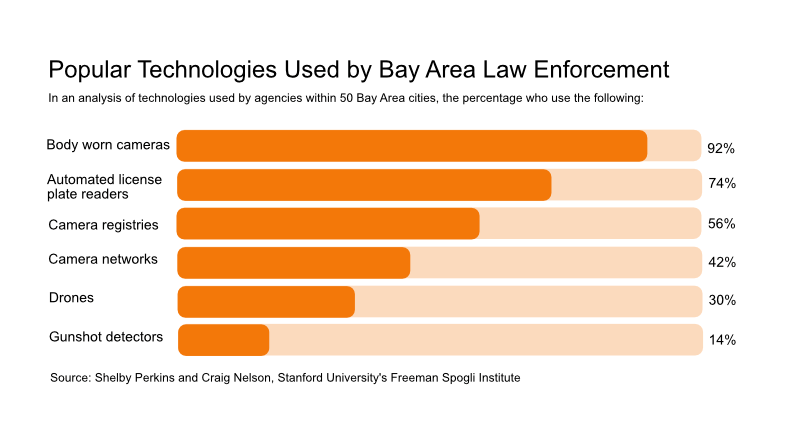 Popular Technologies Used by Bay Area Law Enforcement
In an analysis of technologies used by agencies within 50 Bay Area cities, the percentage who use the following:
Body worn cameras 92%
Automated license
plate readers 74%
Camera registries 56%
Camera networks 42%
Drones 30%
Gunshot detectors 14%
Source: Shelby Perkins and Craig Nelson, Stanford University's Freeman Spogli Institute